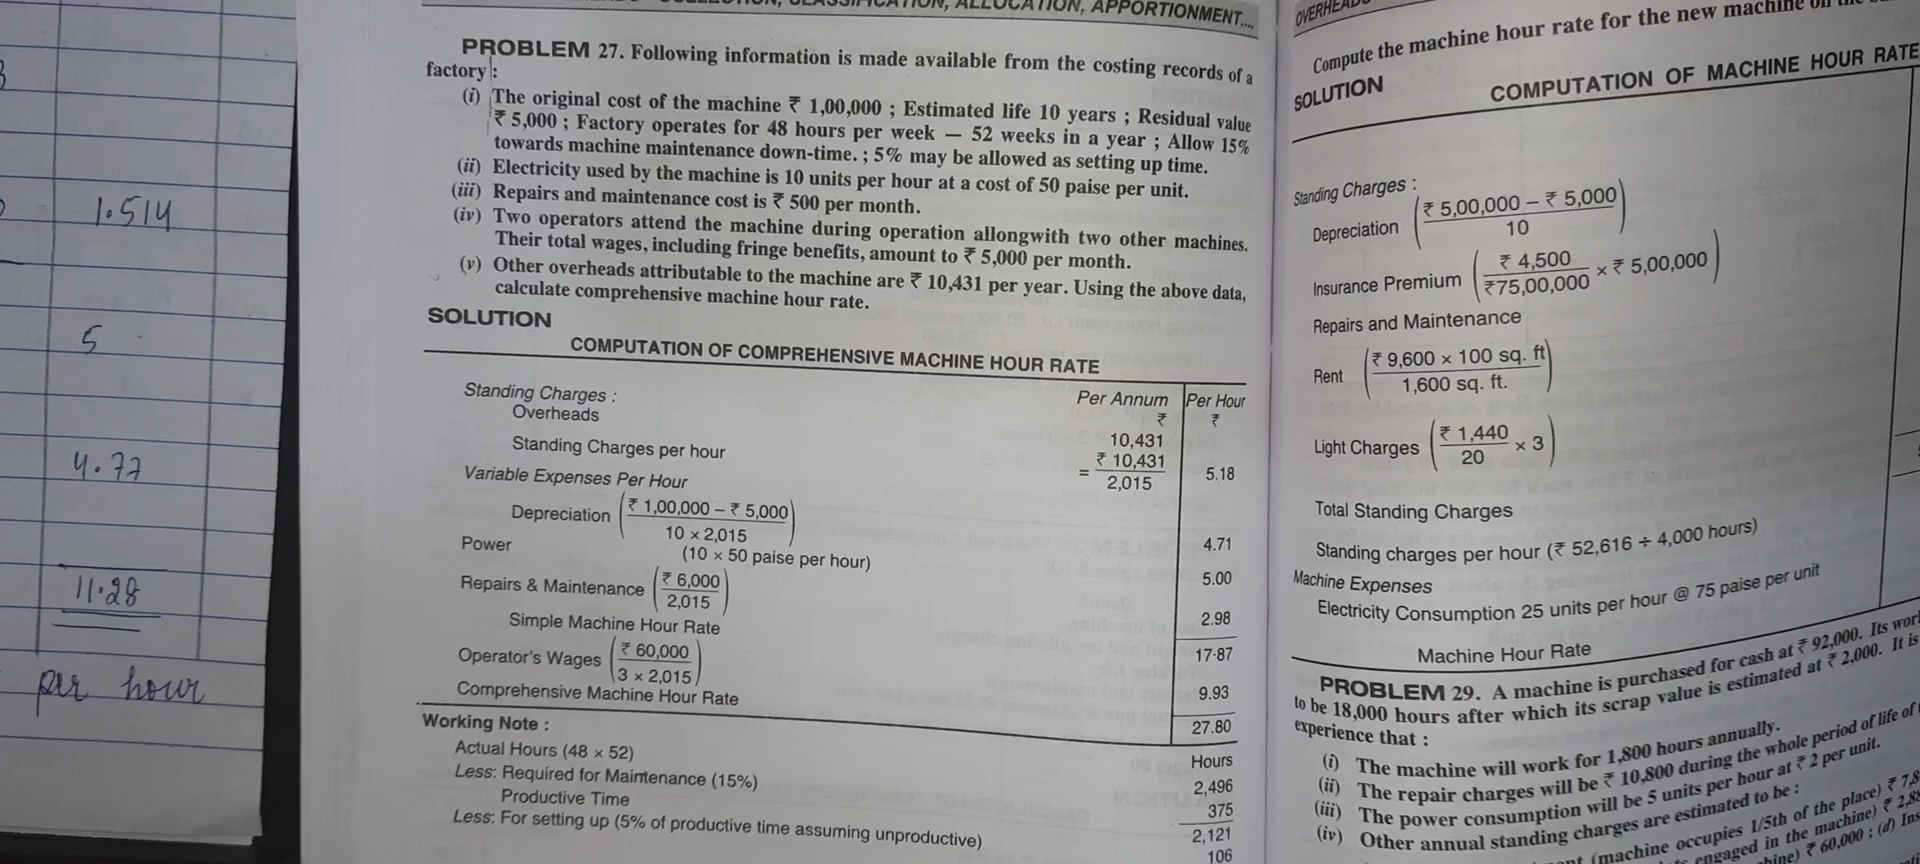 1.514
5
4.77
11.28
per hour
COLLECTION, CLASSIFICATION, ALLOCATION, APPORTIONMENT....
PROBLEM 27. Following information is made available from the costing records of a
factory :
(i) The original cost of the machine ₹ 1,00,000 ; Estimated life 10 years ; Residual value
₹ 5,000 ; Factory operates for 48 hours per week — 52 weeks in a year ; Allow 15%
towards machine maintenance down-time. ; 5% may be allowed as setting up time.
(ii) Electricity used by the machine is 10 units per hour at a cost of 50 paise per unit.
(iii) Repairs and maintenance cost is ₹ 500 per month.
(iv) Two operators attend the machine during operation allongwith two other machines.
Their total wages, including fringe benefits, amount to ₹ 5,000 per month.
(v) Other overheads attributable to the machine are ₹ 10,431 per year. Using the above data,
calculate comprehensive machine hour rate.
SOLUTION
COMPUTATION OF COMPREHENSIVE MACHINE HOUR RATE
Per Annum Per Hour
₹ ₹
Standing Charges :
Overheads 10,431
Standing Charges per hour = ₹ 10,431 / 2,015 5.18
Variable Expenses Per Hour
Depreciation (₹ 1,00,000 – ₹ 5,000 / 10 × 2,015) 4.71
Power (10 × 50 paise per hour) 5.00
Repairs & Maintenance (₹ 6,000 / 2,015) 2.98
Simple Machine Hour Rate 17·87
Operator's Wages (₹ 60,000 / 3 × 2,015) 9.93
Comprehensive Machine Hour Rate 27.80
Working Note :
Hours
Actual Hours (48 × 52) 2,496
Less: Required for Maintenance (15%) 375
Productive Time 2,121
Less: For setting up (5% of productive time assuming unproductive) 106
OVERHEADS
Compute the machine hour rate for the new machine on the
SOLUTION
COMPUTATION OF MACHINE HOUR RATE
Standing Charges :
Depreciation (₹ 5,00,000 – ₹ 5,000 / 10)
Insurance Premium (₹ 4,500 / ₹75,00,000 × ₹ 5,00,000)
Repairs and Maintenance
Rent (₹ 9,600 × 100 sq. ft / 1,600 sq. ft.)
Light Charges (₹ 1,440 / 20 × 3)
Total Standing Charges
Standing charges per hour (₹ 52,616 ÷ 4,000 hours)
Machine Expenses
Electricity Consumption 25 units per hour @ 75 paise per unit
Machine Hour Rate
PROBLEM 29. A machine is purchased for cash at ₹ 92,000. Its
to be 18,000 hours after which its scrap value is estimated at ₹ 2,000. It is
experience that :
(i) The machine will work for 1,800 hours annually.
(ii) The repair charges will be ₹ 10,800 during the whole period of life of
(iii) The power consumption will be 5 units per hour at ₹ 2 per unit.
(iv) Other annual standing charges are estimated to be :
(machine occupies 1/5th of the place)
engaged in the machine)
₹ 60,000 ; (d)